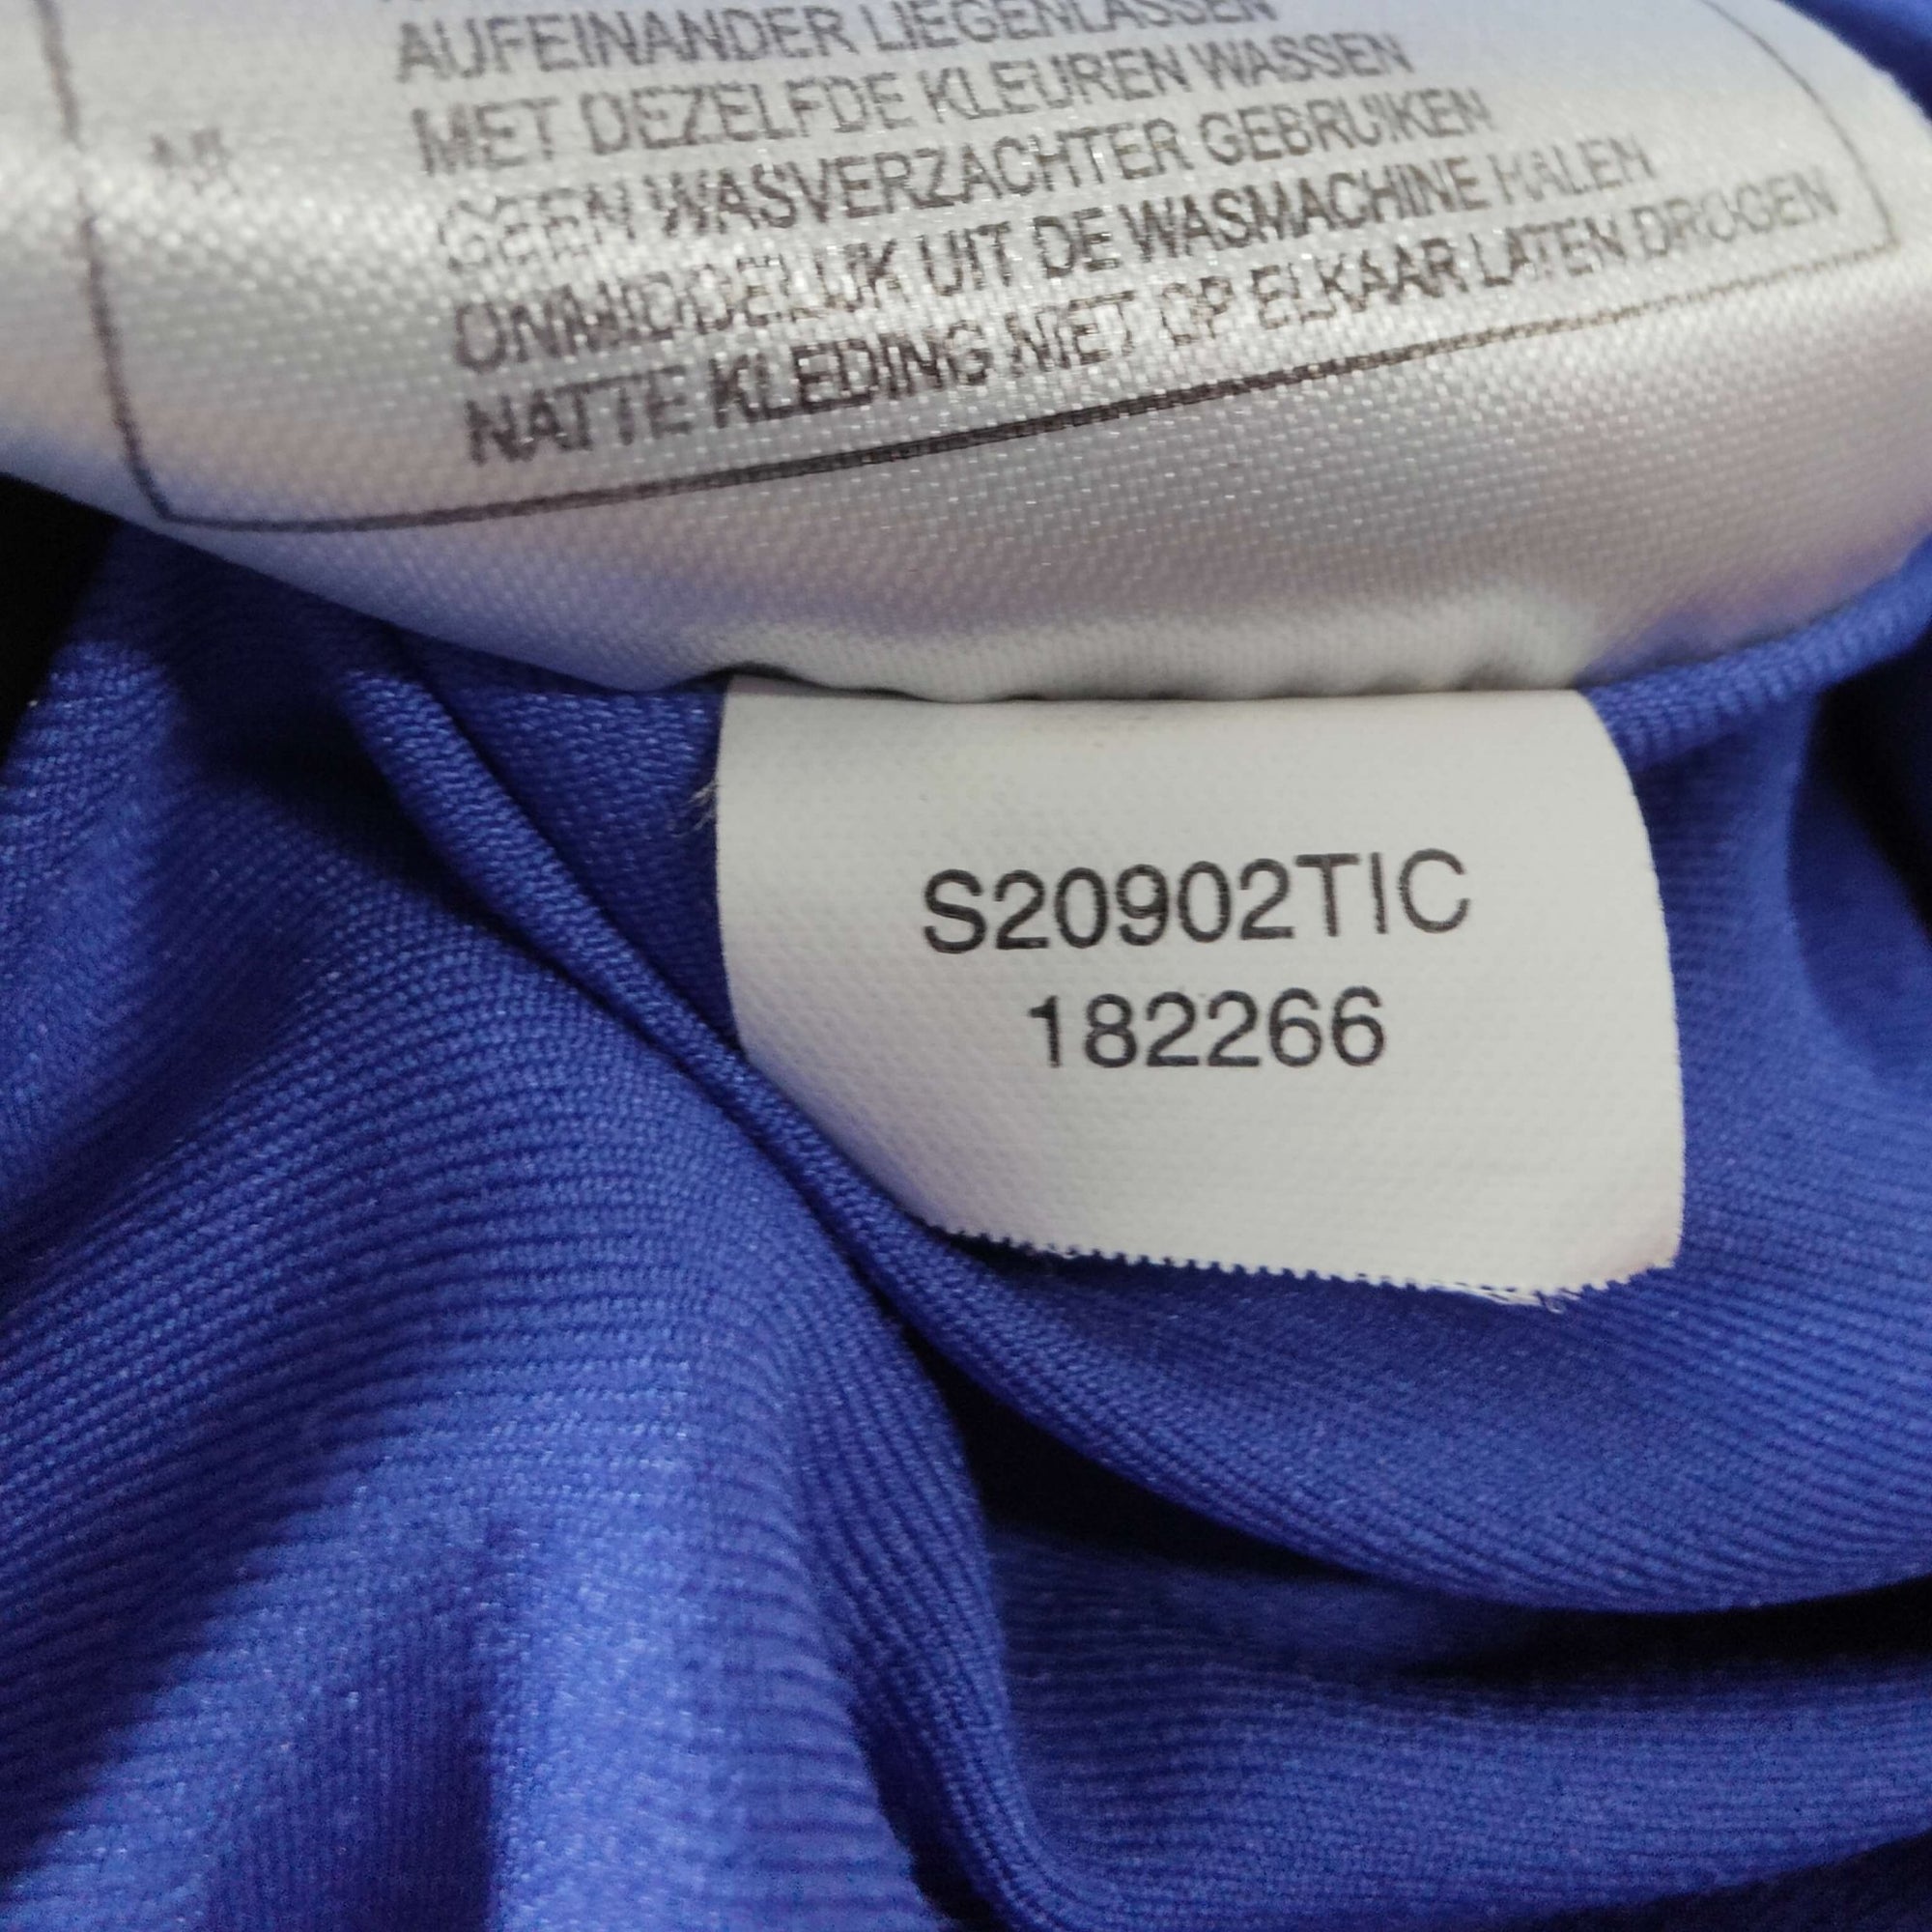 AUFEINANDER LIEGENLASSEN
NL
MET DEZELFDE KLEUREN WASSEN
GEEN WASVERZACHTER GEBRUIKEN
ONMIDDELIJK UIT DE WASMACHINE HALEN
NATTE KLEDING NIET OP ELKAAR LATEN DROGEN
S20902TIC
182266